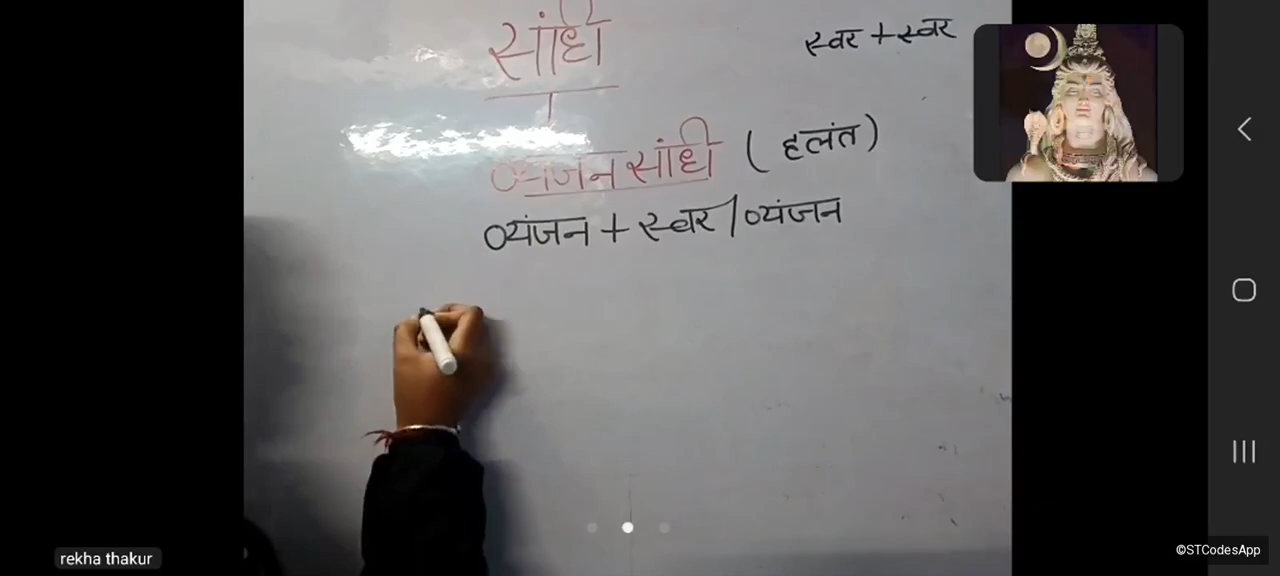 संधि
स्वर + स्वर
व्यंजन संधि ( हलंत )
व्यंजन + स्वर / व्यंजन
rekha thakur
©STCodesApp